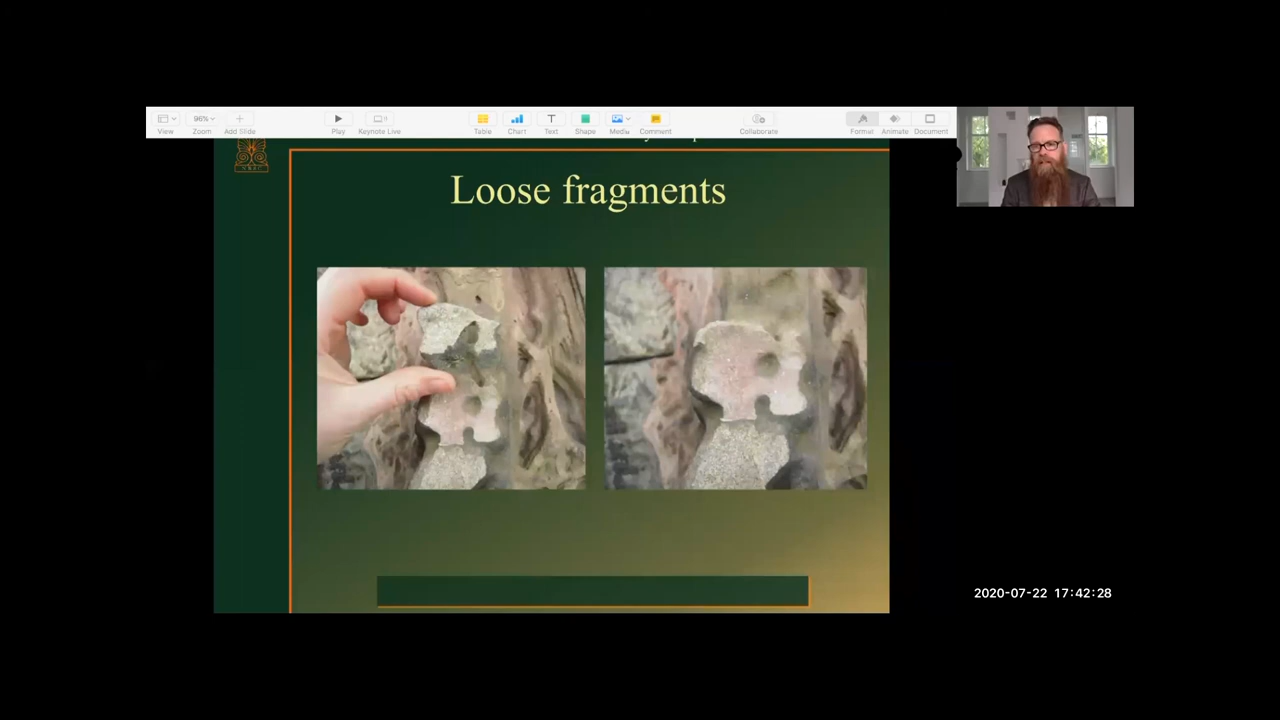 View
96%
Zoom
Add Slide
Play
Keynote Live
Table
Chart
Text
Shape
Media
Comment
Collaborate
Format
Animate
Document
Loose fragments
2020-07-22 17:42:28